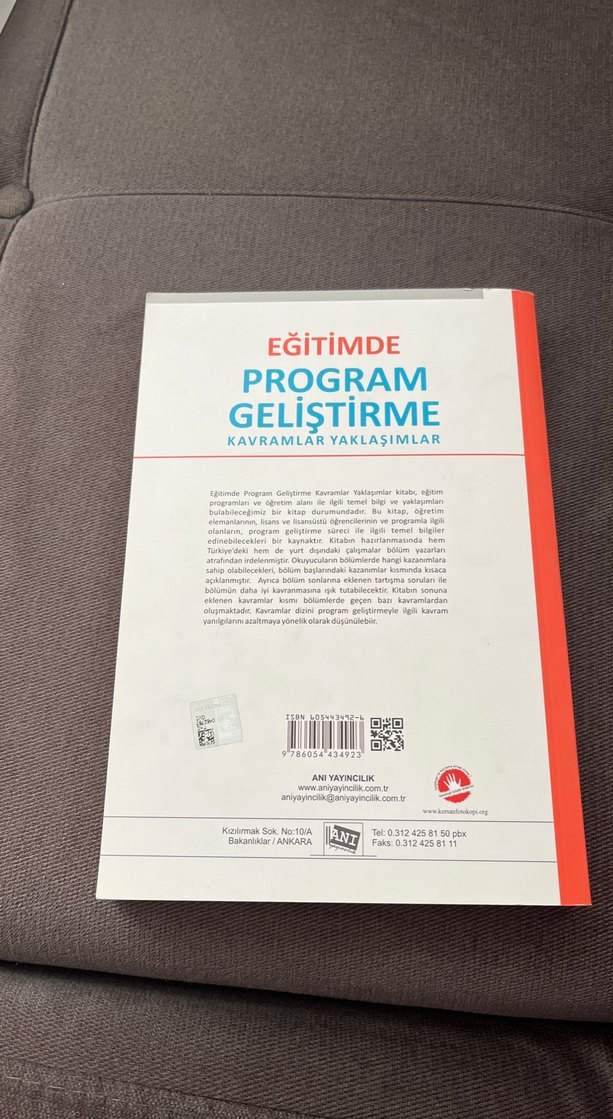 EĞİTİMDE
PROGRAM
GELİŞTİRME
KAVRAMLAR YAKLAŞIMLAR
Eğitimde Program Geliştirme Kavramlar Yaklaşımlar kitabı, eğitim
programları ve öğretim alanı ile ilgili temel bilgi ve yaklaşımları
bulabileceğimiz bir kitap durumundadır. Bu kitap, öğretim
elemanlarının, lisans ve lisansüstü öğrencilerinin ve programla ilgili
olanların, program geliştirme süreci ile ilgili temel bilgiler
edinebilecekleri bir kaynaktır. Kitabın hazırlanmasında hem
Türkiye'deki hem de yurt dışındaki çalışmalar bölüm yazarları
atrafından irdelenmiştir. Okuyucuların bölümlerde hangi kazanımlara
sahip olabilecekleri, bölüm başlarındaki kazanımlar kısmında kısaca
açıklanmıştır. Ayrıca bölüm sonlarına eklenen tartışma soruları ile
bölümün daha iyi kavranmasına ışık tutabilecektir. Kitabın sonuna
eklenen kavramlar kısmı bölümlerde geçen bazı kavramlardan
oluşmaktadır. Kavramlar dizini program geliştirmeyle ilgili kavram
yanılgılarını azaltmaya yönelik olarak düşünülebiir.
ISBN 605443492-6
9 786054 434923
ANI YAYINCILIK
www.aniyayincilik.com.tr
aniyayincilik@aniyayincilik.com.tr
www.korsanfotokopi.org
Kızılırmak Sok. No:10/A
Bakanlıklar / ANKARA
ANI
yayıncılık
Tel: 0.312 425 81 50 pbx
Faks: 0.312 425 81 11